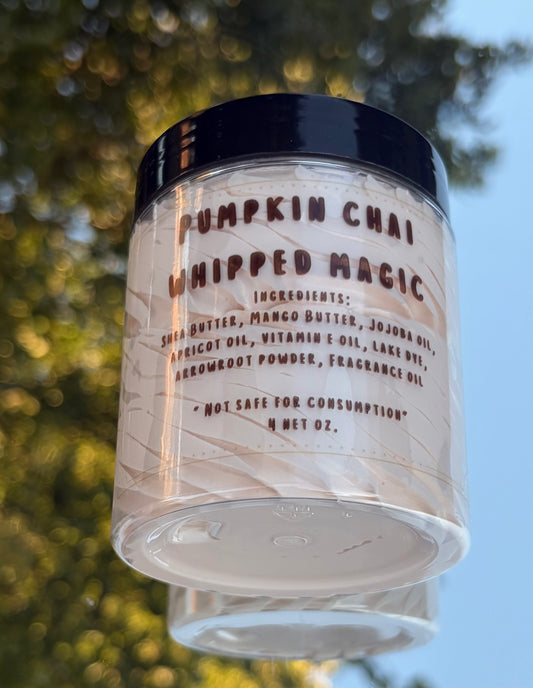 PUMPKIN CHAI
WHIPPED MAGIC
INGREDIENTS:
SHEA BUTTER, MANGO BUTTER, JOJOBA OIL,
APRICOT OIL, VITAMIN E OIL, LAKE DYE,
ARROWROOT POWDER, FRAGRANCE OIL
"NOT SAFE FOR CONSUMPTION"
4 NET OZ.